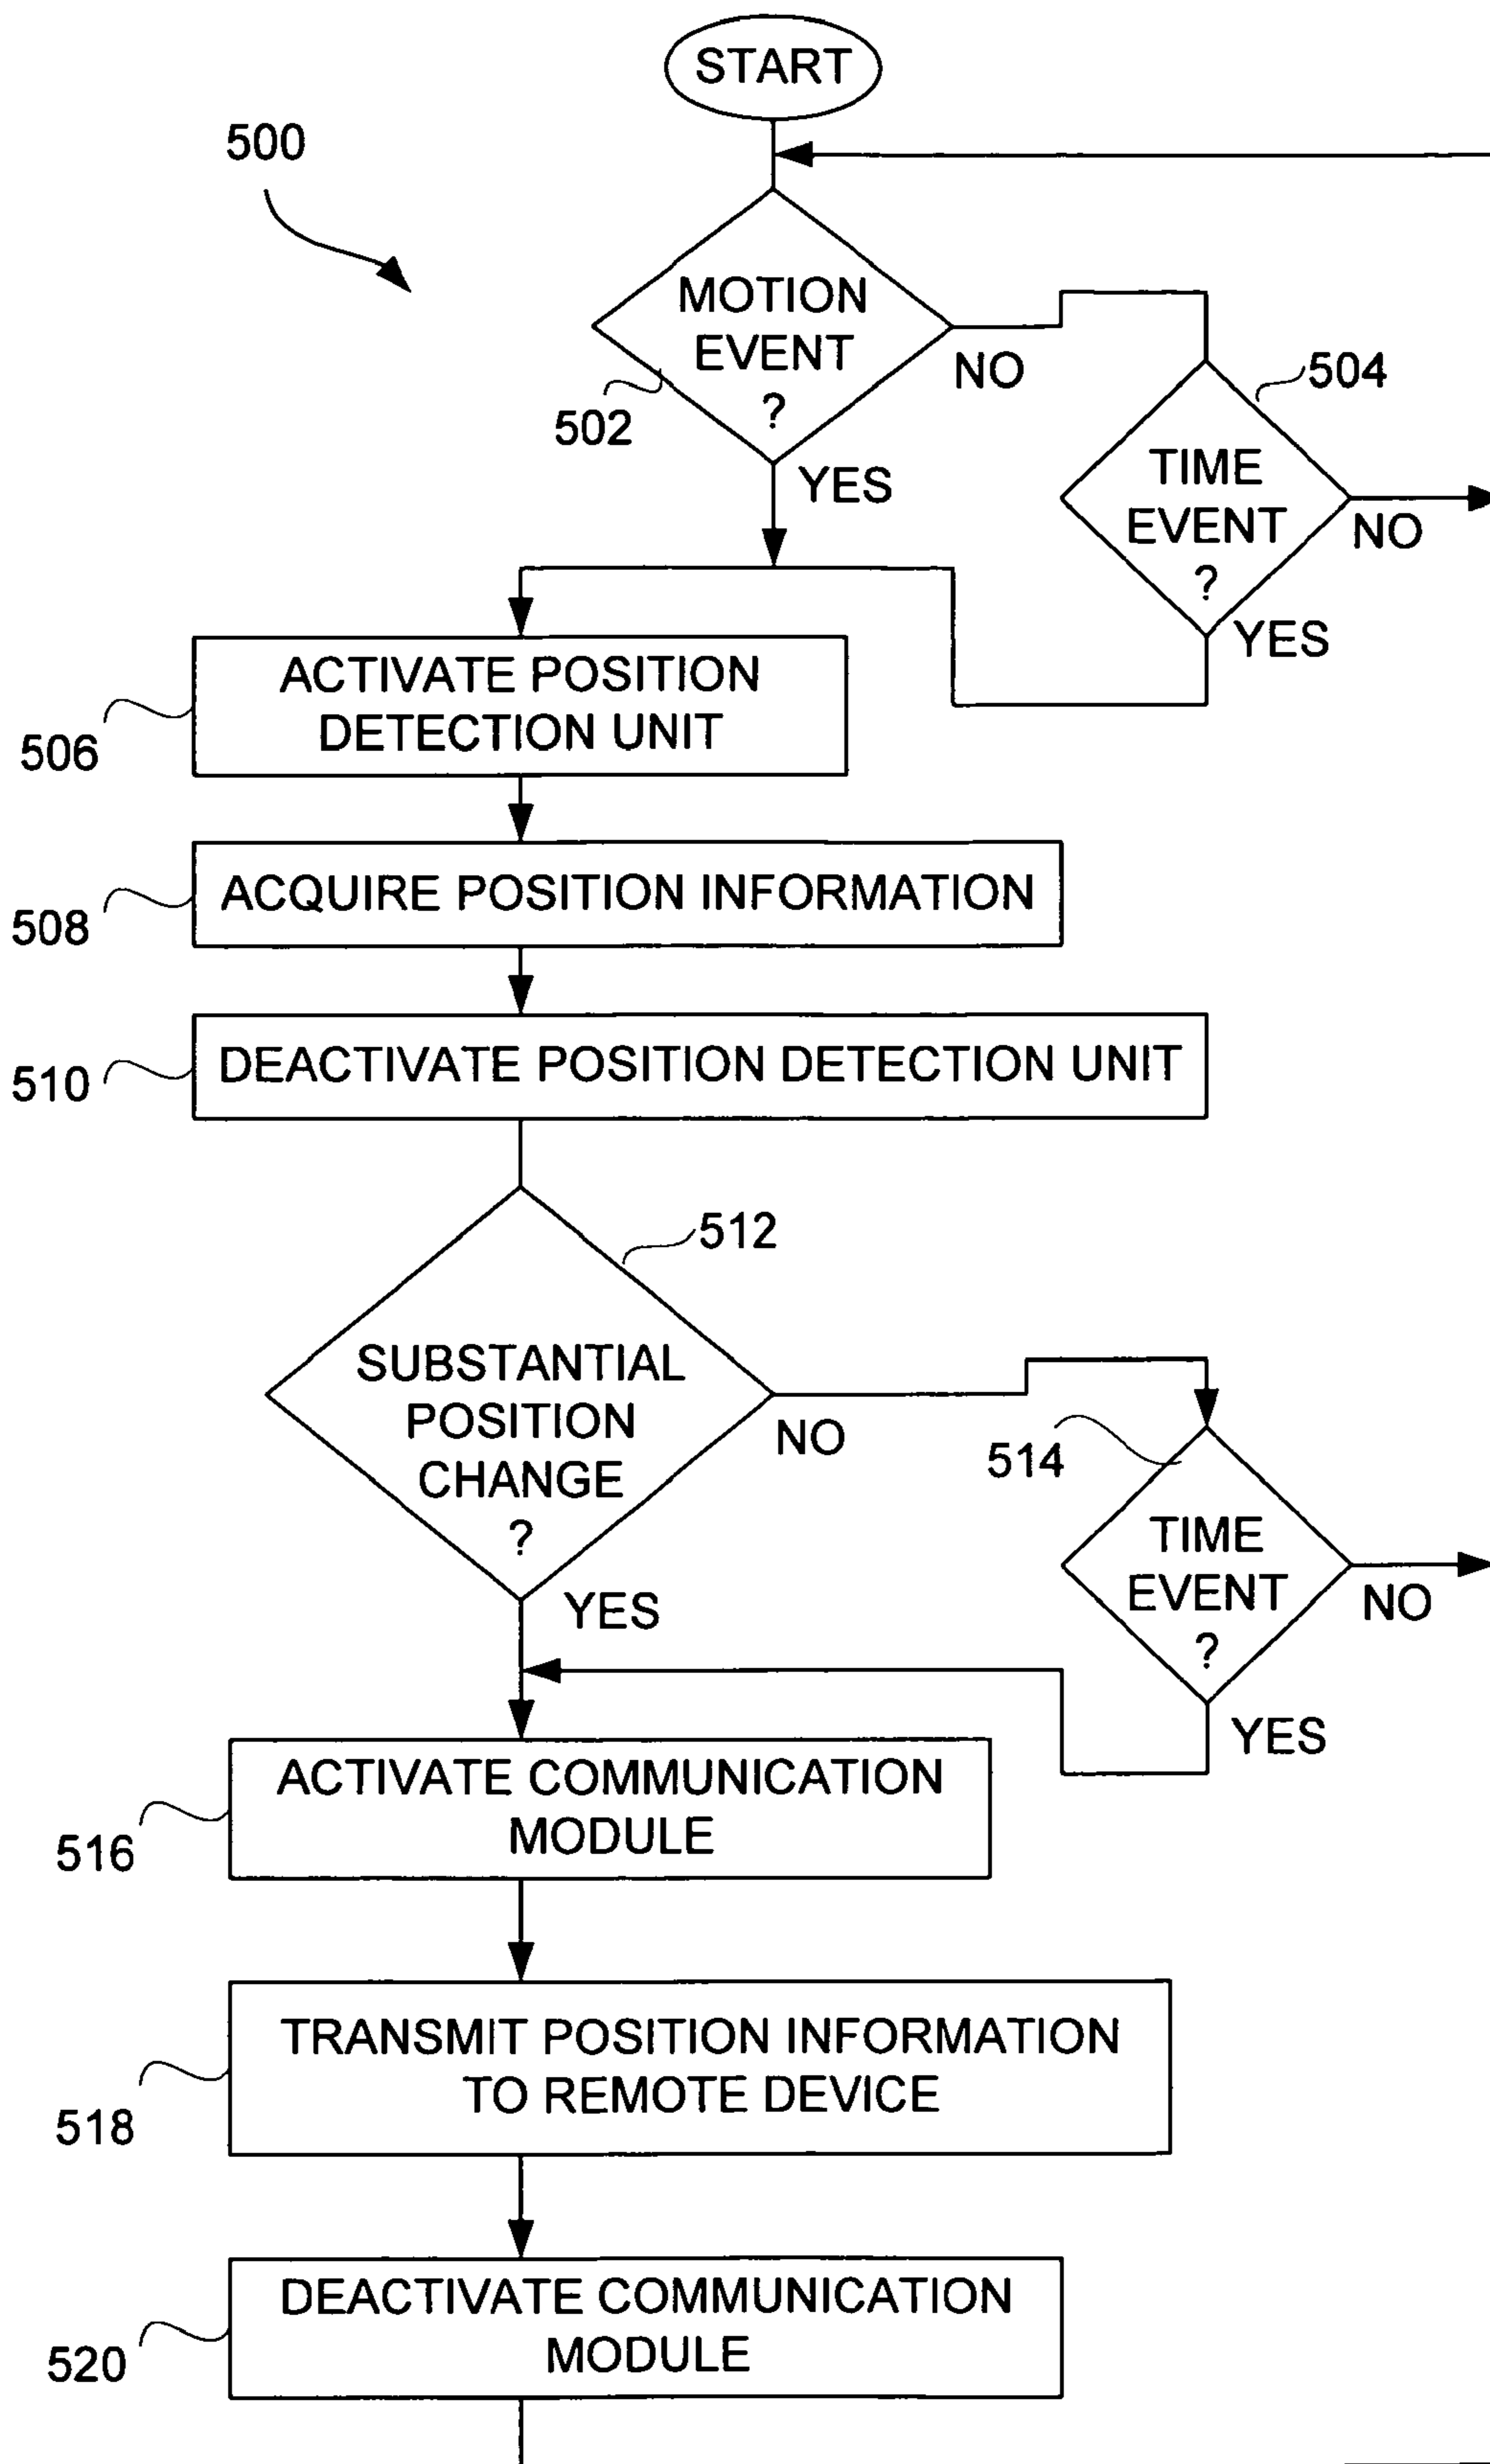 START
500
MOTION
EVENT
?
502
NO
YES
504
TIME
EVENT
?
NO
YES
ACTIVATE POSITION
DETECTION UNIT
506
ACQUIRE POSITION INFORMATION
508
DEACTIVATE POSITION DETECTION UNIT
510
512
SUBSTANTIAL
POSITION
CHANGE
?
NO
YES
514
TIME
EVENT
?
NO
YES
ACTIVATE COMMUNICATION
MODULE
516
TRANSMIT POSITION INFORMATION
TO REMOTE DEVICE
518
DEACTIVATE COMMUNICATION
MODULE
520